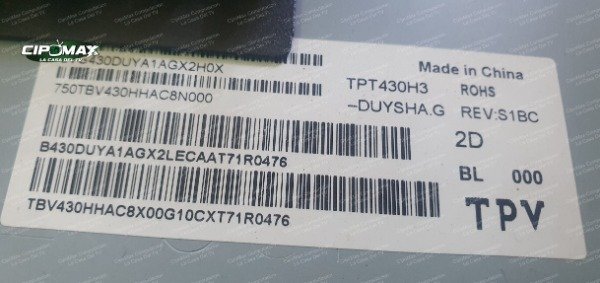 CIPOMAX
LA CASA DEL TV
430DUYA1AGX2H0X
750TBV430HHAC8N000
B430DUYA1AGX2LECAAT71R0476
TBV430HHAC8X00G10CXT71R0476
TPT430H3
-DUYSHA.G
Made in China
ROHS
REV:S1BC
2D
BL 000
TPV